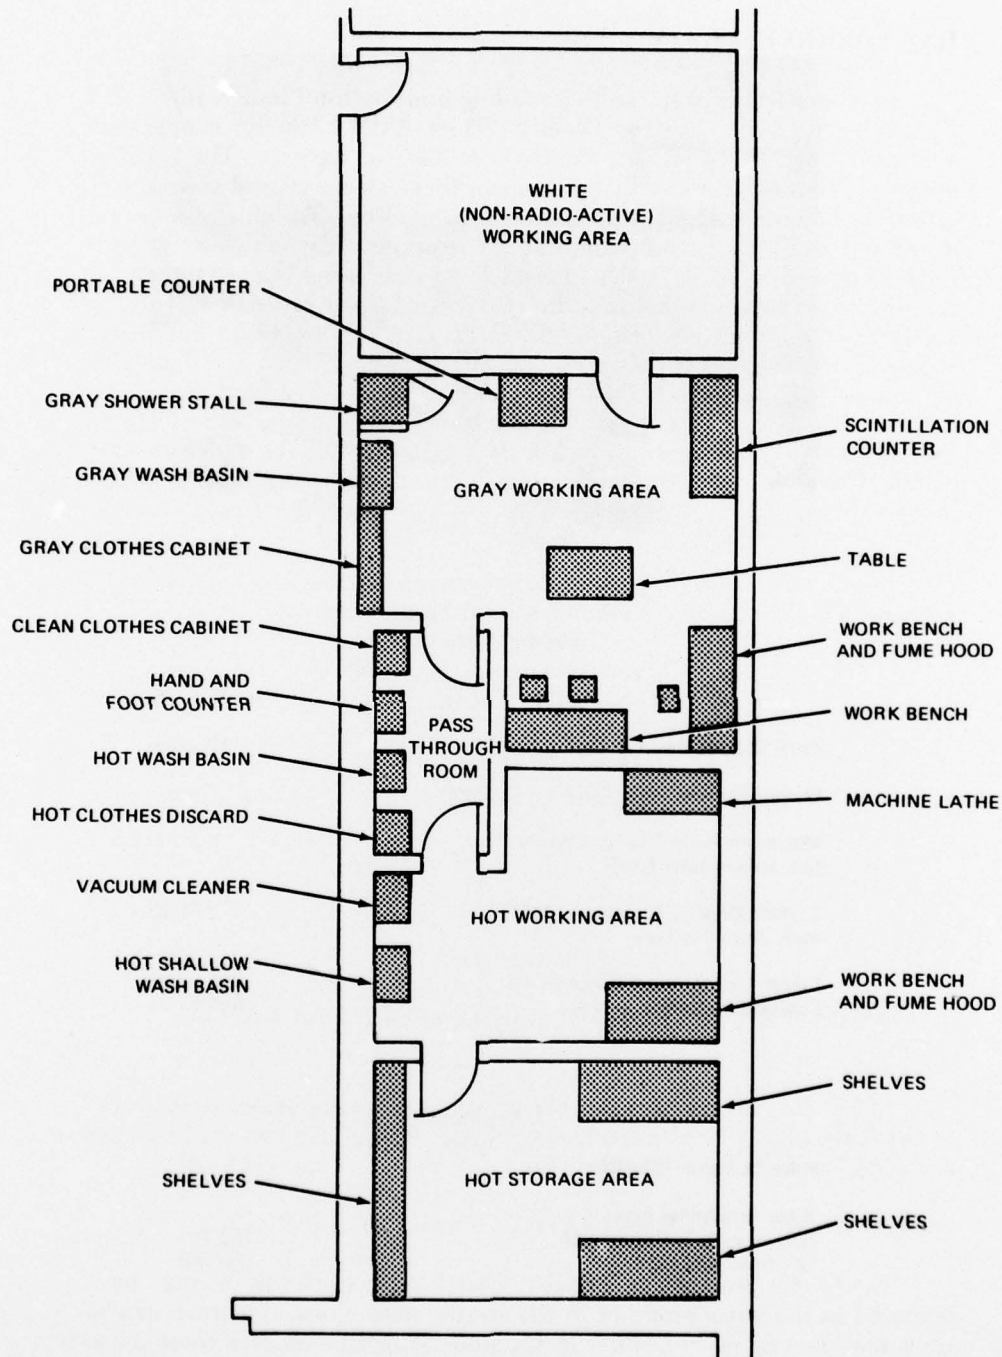 WHITE
(NON-RADIO-ACTIVE)
WORKING AREA
PORTABLE COUNTER
GRAY SHOWER STALL
SCINTILLATION
COUNTER
GRAY WASH BASIN
GRAY WORKING AREA
GRAY CLOTHES CABINET
TABLE
CLEAN CLOTHES CABINET
WORK BENCH
AND FUME HOOD
HAND AND
FOOT COUNTER
WORK BENCH
PASS
THROUGH
ROOM
HOT WASH BASIN
MACHINE LATHE
HOT CLOTHES DISCARD
VACUUM CLEANER
HOT WORKING AREA
HOT SHALLOW
WASH BASIN
WORK BENCH
AND FUME HOOD
SHELVES
SHELVES
HOT STORAGE AREA
SHELVES